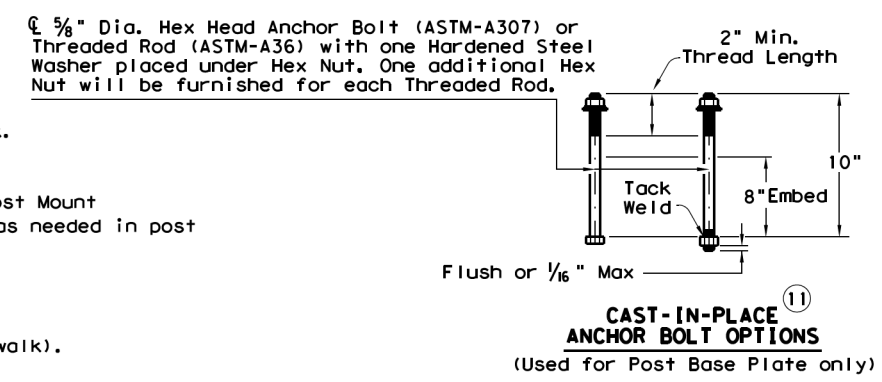 ℄ ⅝" Dia. Hex Head Anchor Bolt (ASTM-A307) or
Threaded Rod (ASTM-A36) with one Hardened Steel
Washer placed under Hex Nut. One additional Hex
Nut will be furnished for each Threaded Rod.
2" Min.
Thread Length
10"
ost Mount
as needed in post
Tack
Weld
8"Embed
Flush or 1/16" Max
walk).
CAST-IN-PLACE 11
ANCHOR BOLT OPTIONS
(Used for Post Base Plate only)